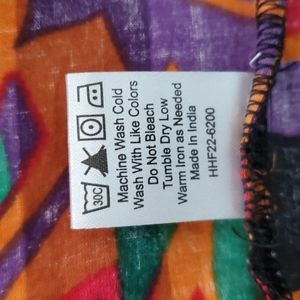 30C
Machine Wash Cold
Wash With Like Colors
Do Not Bleach
Tumble Dry Low
Warm Iron as Needed
Made In India
HHF22-6200